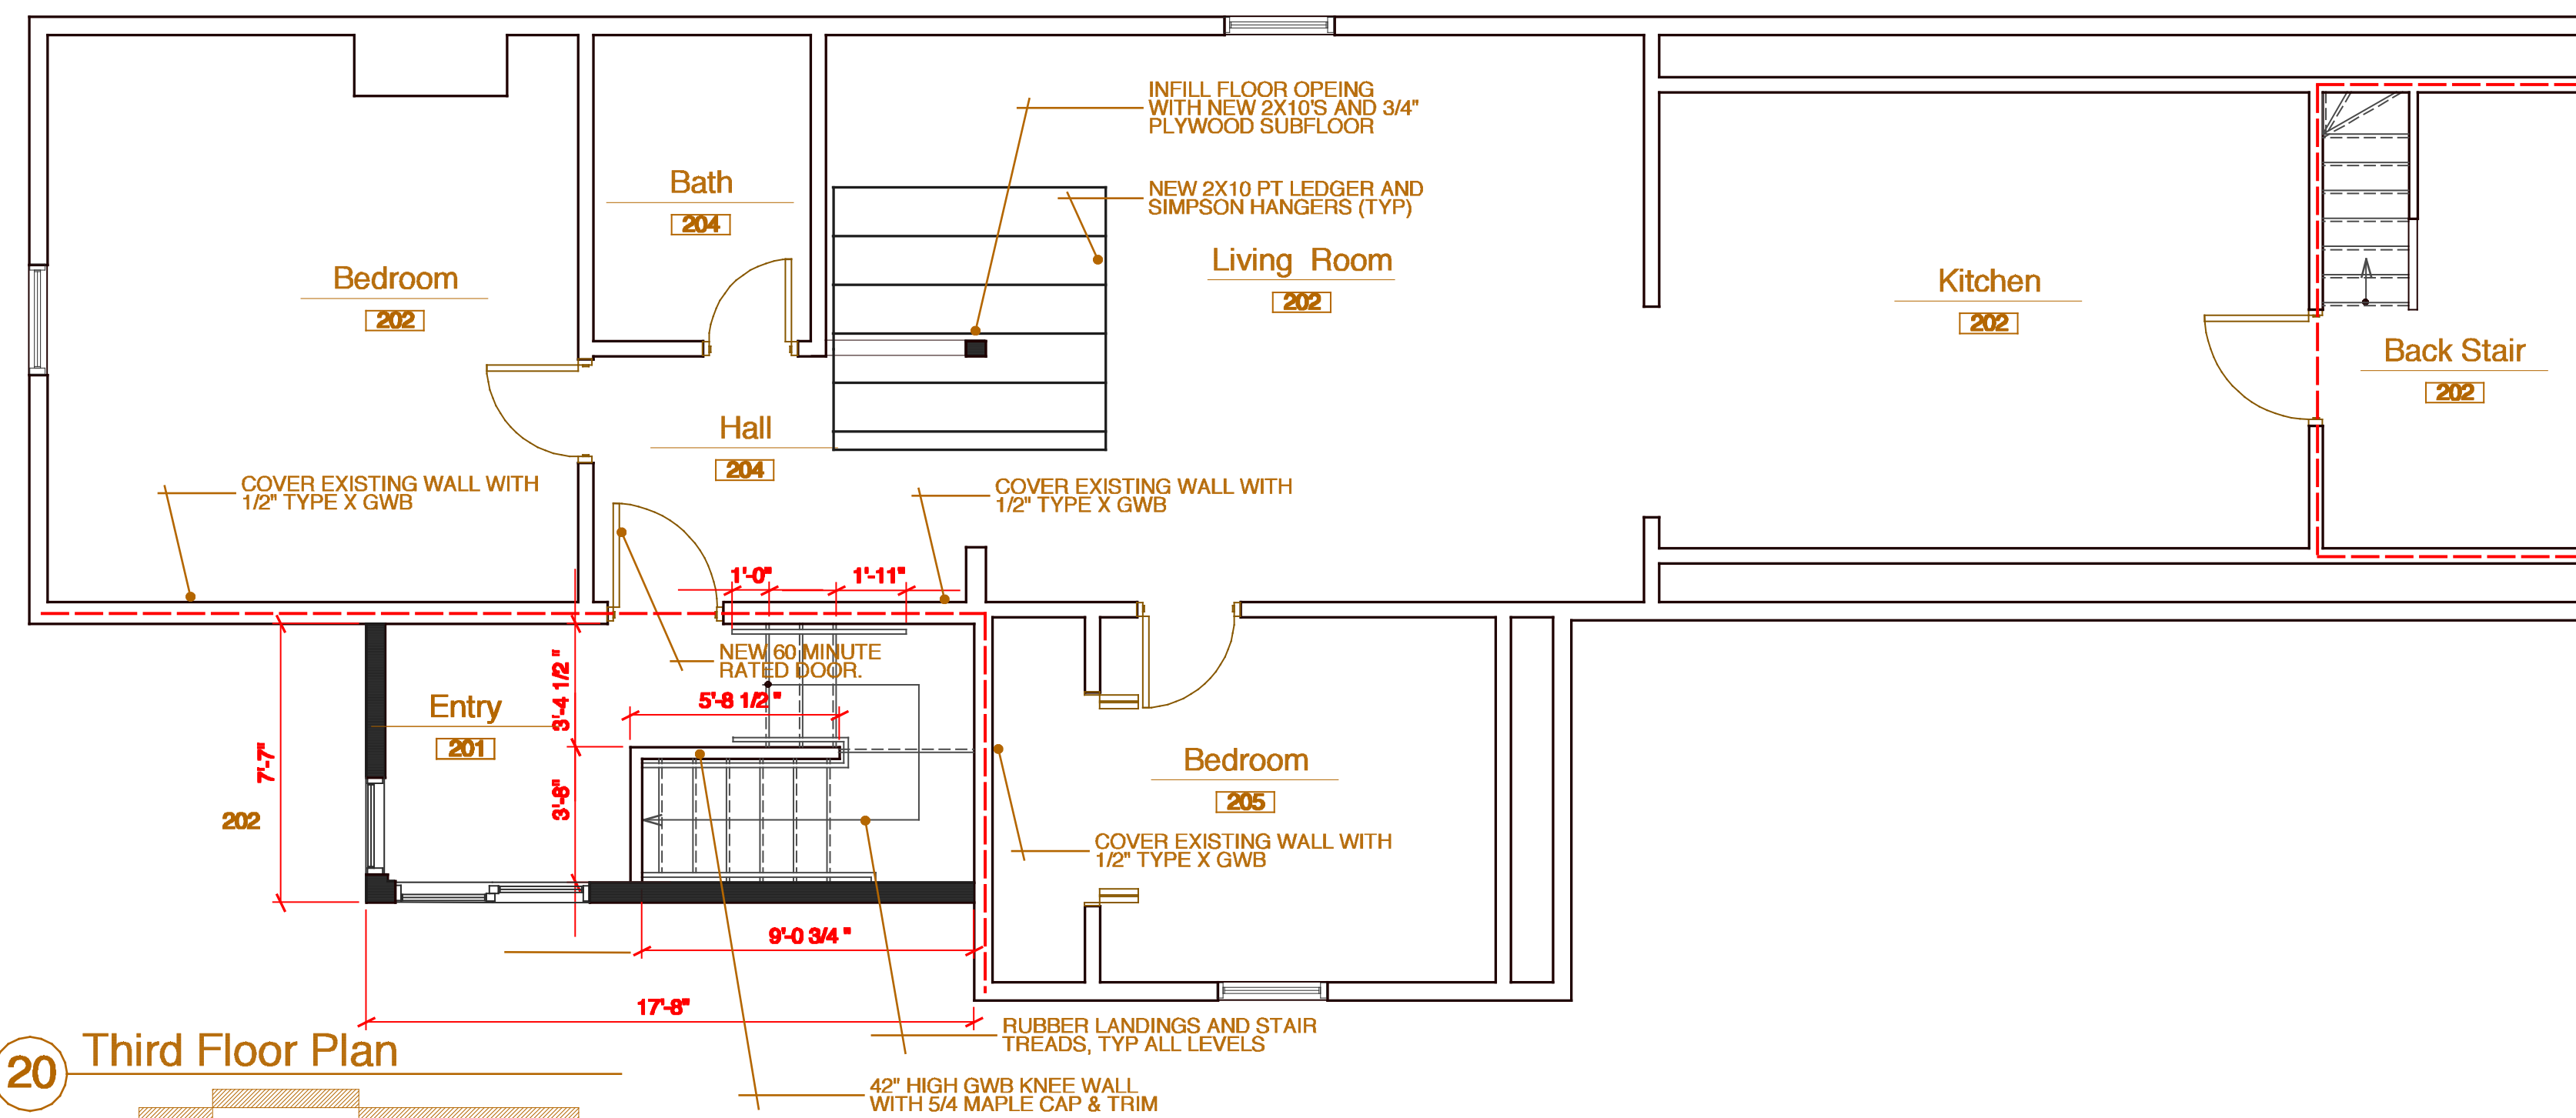 INFILL FLOOR OPEING
WITH NEW 2X10'S AND 3/4"
PLYWOOD SUBFLOOR
Bath
204
NEW 2X10 PT LEDGER AND
SIMPSON HANGERS (TYP)
Bedroom
202
Living Room
202
Kitchen
202
Back Stair
202
Hall
204
COVER EXISTING WALL WITH
1/2" TYPE X GWB
COVER EXISTING WALL WITH
1/2" TYPE X GWB
1'-0"
1'-11"
NEW 60 MINUTE
RATED DOOR.
3'-4 1/2 "
5'-8 1/2 "
Entry
201
7'-7"
3'-8"
202
Bedroom
205
COVER EXISTING WALL WITH
1/2" TYPE X GWB
9'-0 3/4 "
17'-8"
RUBBER LANDINGS AND STAIR
TREADS, TYP ALL LEVELS
20
Third Floor Plan
42" HIGH GWB KNEE WALL
WITH 5/4 MAPLE CAP & TRIM